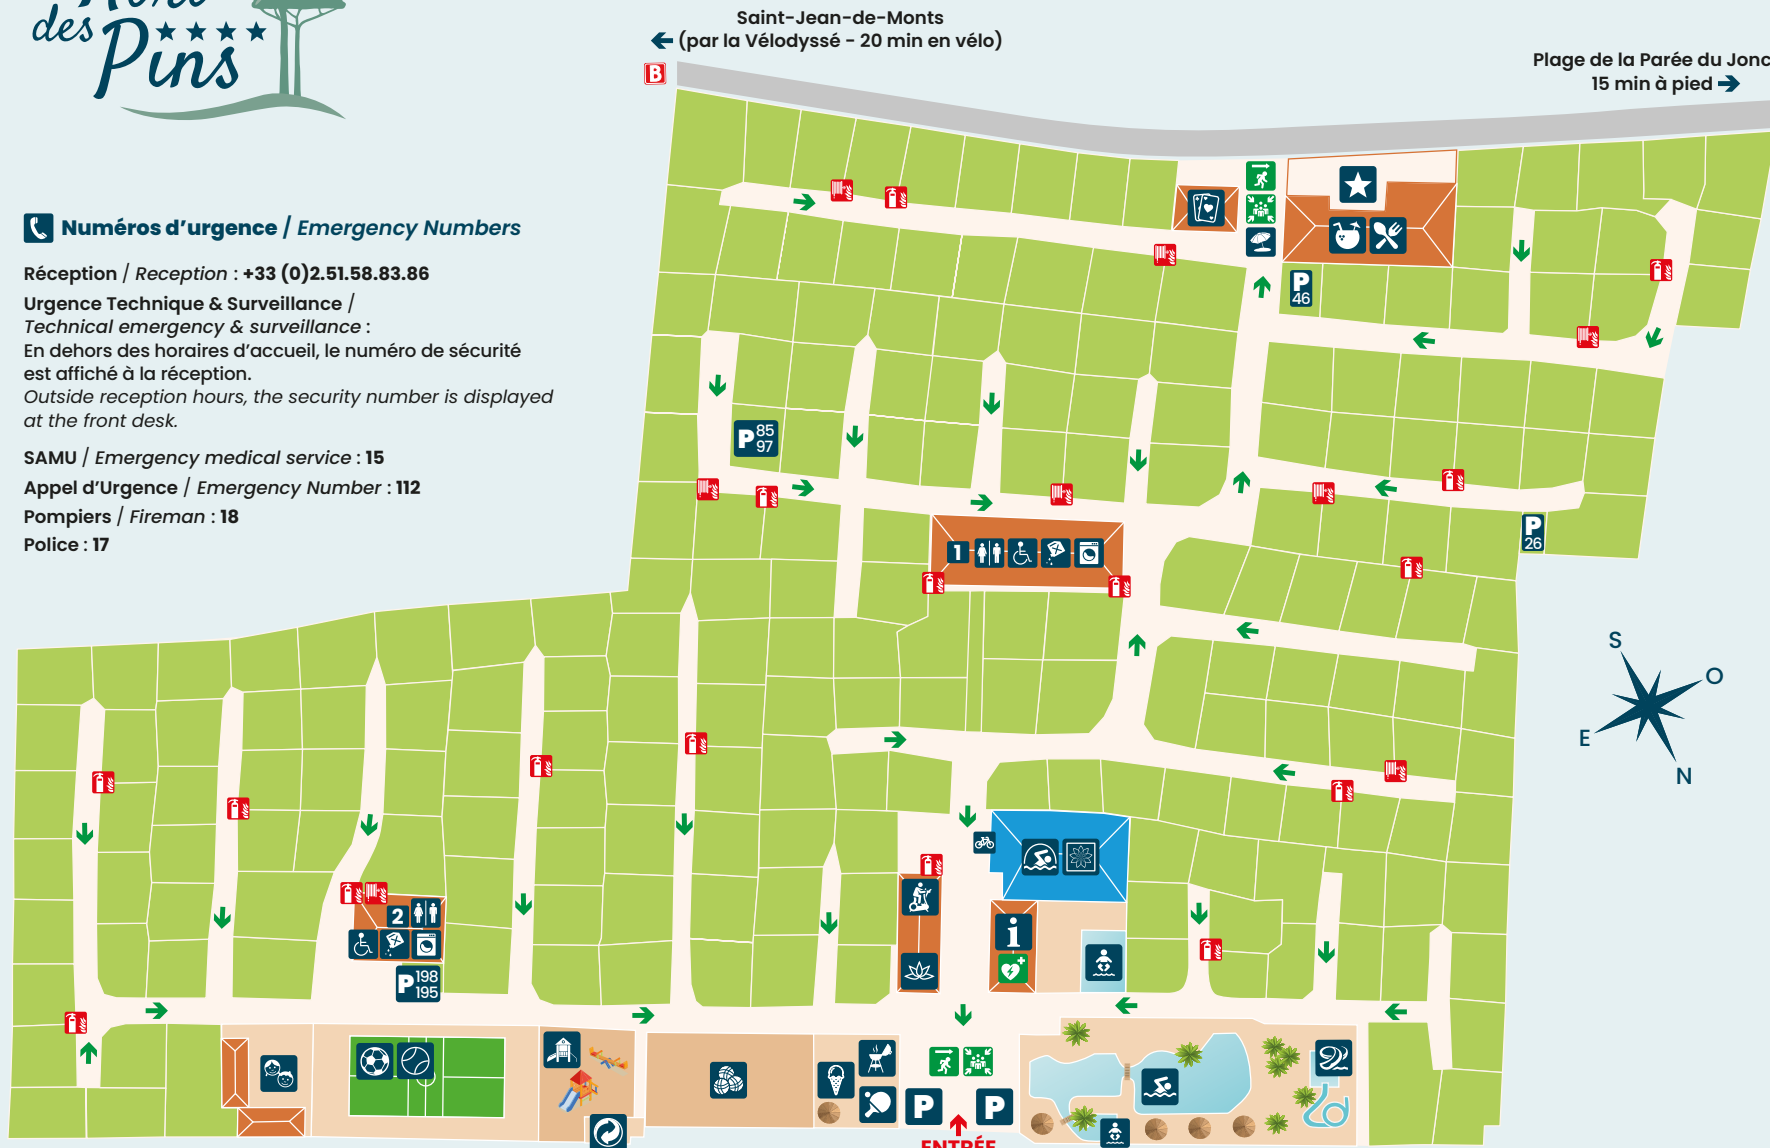 des
Pins
Saint-Jean-de-Monts
(par la Vélodyssé - 20 min en vélo)
B
Plage de la Parée du Jonc
15 min à pied
Numéros d'urgence / Emergency Numbers
Réception / Reception : +33 (0)2.51.58.83.86
Urgence Technique & Surveillance /
Technical emergency & surveillance :
En dehors des horaires d'accueil, le numéro de sécurité
est affiché à la réception.
Outside reception hours, the security number is displayed
at the front desk.
SAMU / Emergency medical service : 15
Appel d'Urgence / Emergency Number : 112
Pompiers / Fireman : 18
Police : 17
P
46
P 85
97
P
26
1
S
O
E
N
2
P 198
195
i
P
P
ENTRÉE